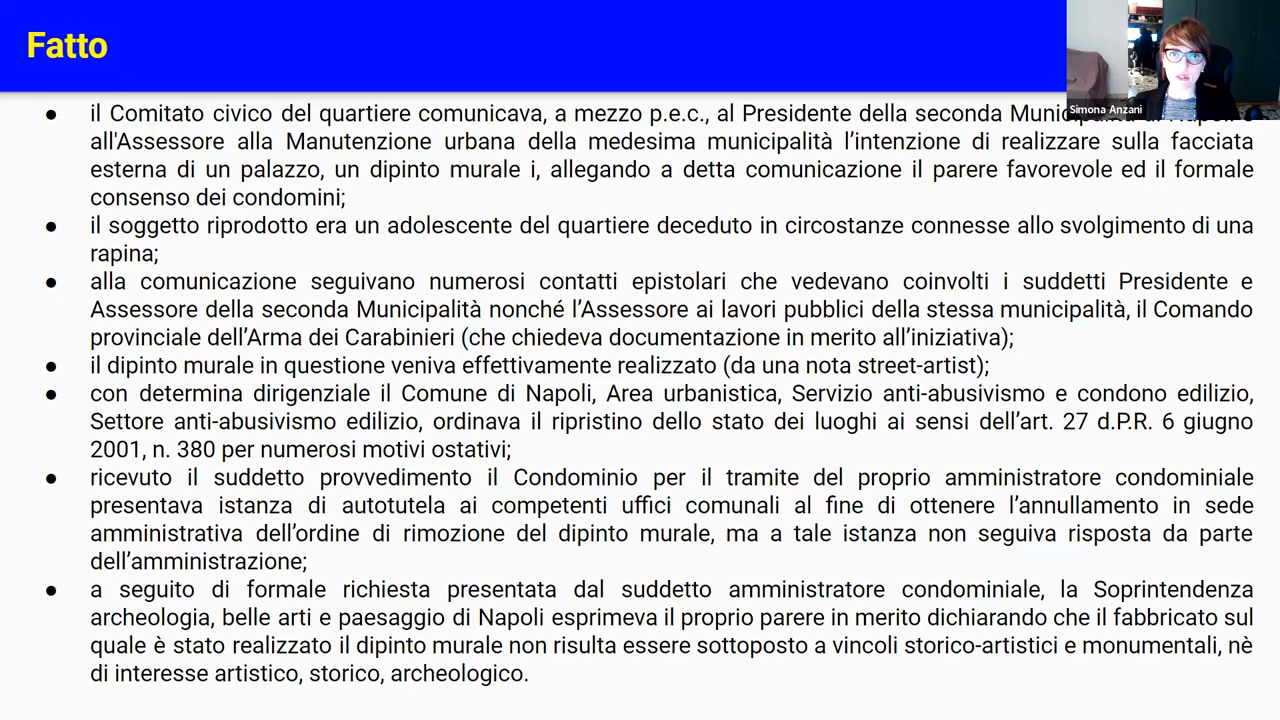 Fatto
Simona Anzani
● il Comitato civico del quartiere comunicava, a mezzo p.e.c., al Presidente della seconda
all'Assessore alla Manutenzione urbana della medesima municipalità l’intenzione di realizzare sulla facciata
esterna di un palazzo, un dipinto murale i, allegando a detta comunicazione il parere favorevole ed il formale
consenso dei condomini;
● il soggetto riprodotto era un adolescente del quartiere deceduto in circostanze connesse allo svolgimento di una
rapina;
● alla comunicazione seguivano numerosi contatti epistolari che vedevano coinvolti i suddetti Presidente e
Assessore della seconda Municipalità nonché l’Assessore ai lavori pubblici della stessa municipalità, il Comando
provinciale dell’Arma dei Carabinieri (che chiedeva documentazione in merito all’iniziativa);
● il dipinto murale in questione veniva effettivamente realizzato (da una nota street-artist);
● con determina dirigenziale il Comune di Napoli, Area urbanistica, Servizio anti-abusivismo e condono edilizio,
Settore anti-abusivismo edilizio, ordinava il ripristino dello stato dei luoghi ai sensi dell’art. 27 d.P.R. 6 giugno
2001, n. 380 per numerosi motivi ostativi;
● ricevuto il suddetto provvedimento il Condominio per il tramite del proprio amministratore condominiale
presentava istanza di autotutela ai competenti uffici comunali al fine di ottenere l’annullamento in sede
amministrativa dell’ordine di rimozione del dipinto murale, ma a tale istanza non seguiva risposta da parte
dell’amministrazione;
● a seguito di formale richiesta presentata dal suddetto amministratore condominiale, la Soprintendenza
archeologia, belle arti e paesaggio di Napoli esprimeva il proprio parere in merito dichiarando che il fabbricato sul
quale è stato realizzato il dipinto murale non risulta essere sottoposto a vincoli storico-artistici e monumentali, nè
di interesse artistico, storico, archeologico.